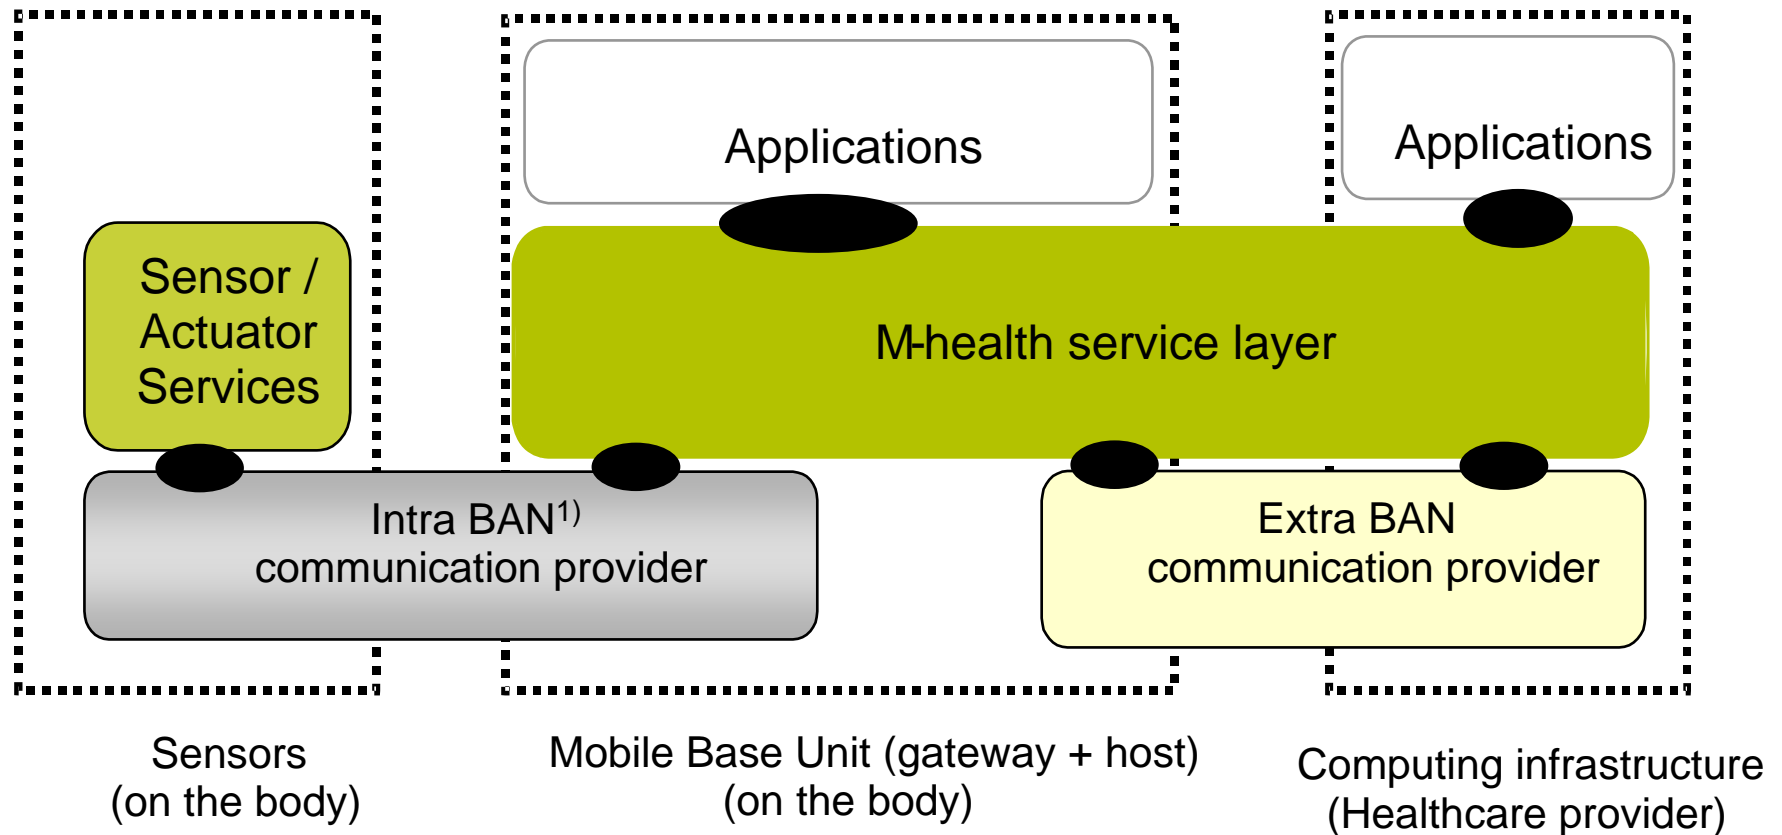 Applications
Applications
Sensor /
Actuator
Services
M-health service layer
Intra BAN1)
communication provider
Extra BAN
communication provider
Sensors
(on the body)
Mobile Base Unit (gateway + host)
(on the body)
Computing infrastructure
(Healthcare provider)